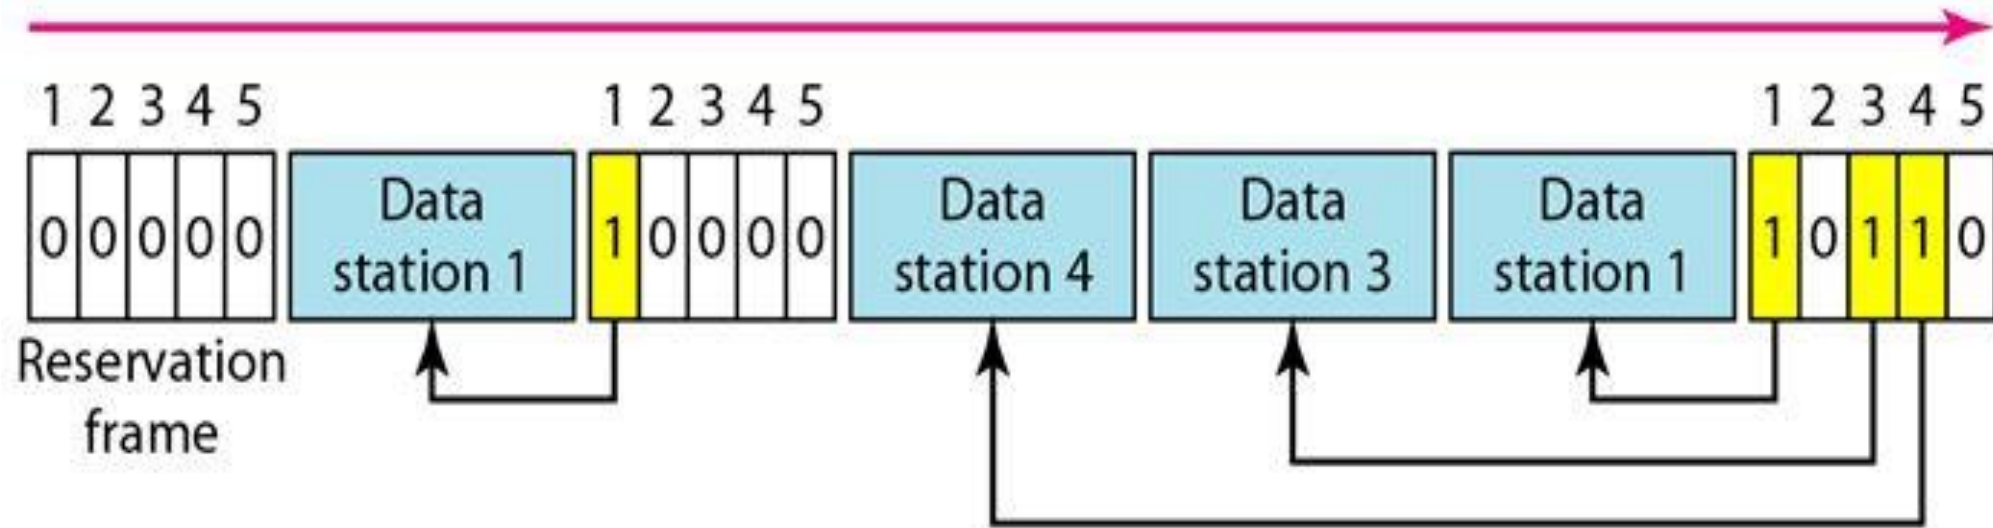 1 2 3 4 5 1 2 3 4 5 1 2 3 4 5
0 0 0 0 0 Data station 1 1 0 0 0 0 Data station 4 Data station 3 Data station 1 1 0 1 1 0
Reservation
frame